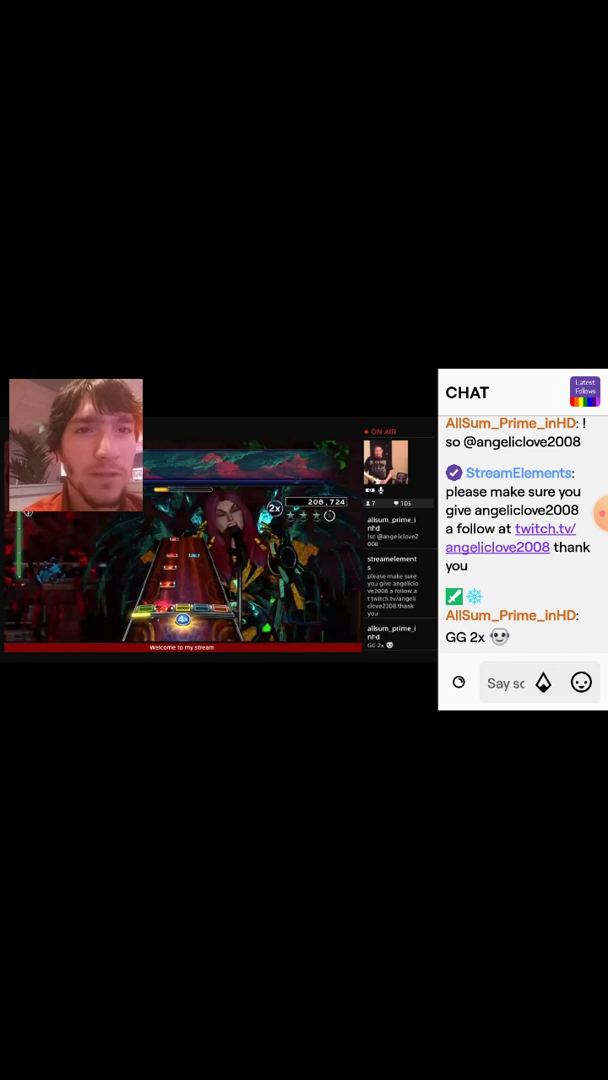 CHAT
Latest
Follows
AllSum_Prime_inHD: !
so @angeliclove2008
StreamElements:
please make sure you
give angeliclove2008
a follow at twitch.tv/
angeliclove2008 thank
you
AllSum_Prime_inHD:
GG 2x
Say sc
ON AIR
7 103
allsum_prime_i
nhd
!so @angeliclove2
008
streamelement
s
please make sure
you give angeliclo
ve2008 a follow a
t twitch.tv/angeli
clove2008 thank
you
allsum_prime_i
nhd
GG 2x
208,724
2x
4x
Welcome to my stream